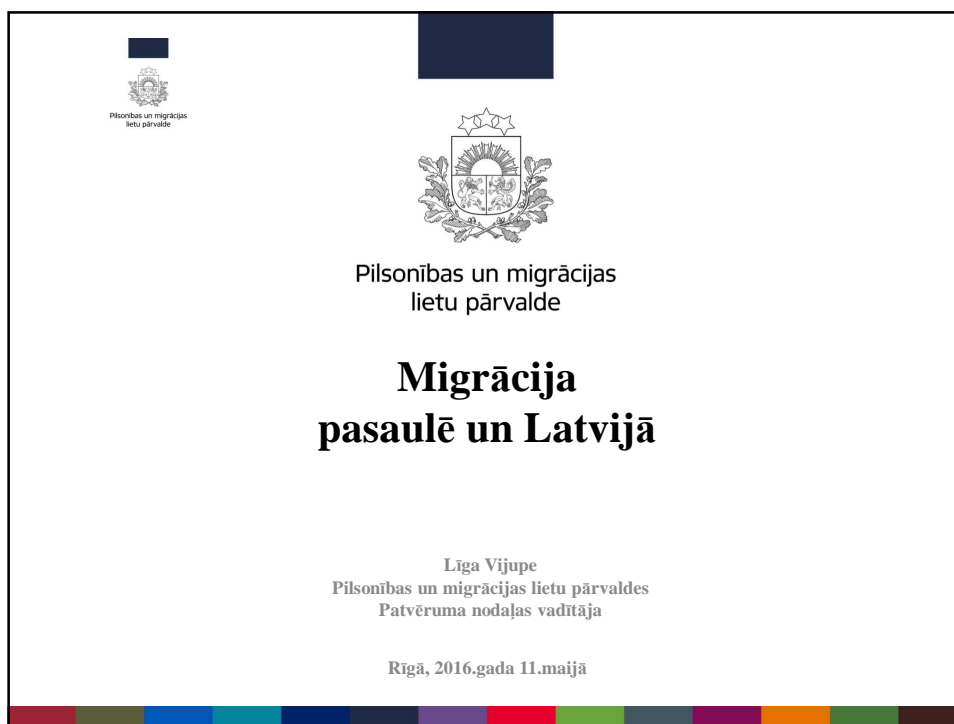 Pilsonības un migrācijas
lietu pārvalde
Pilsonības un migrācijas
lietu pārvalde
Migrācija
pasaulē un Latvijā
Līga Vijupe
Pilsonības un migrācijas lietu pārvaldes
Patvēruma nodaļas vadītāja
Rīgā, 2016.gada 11.maijā